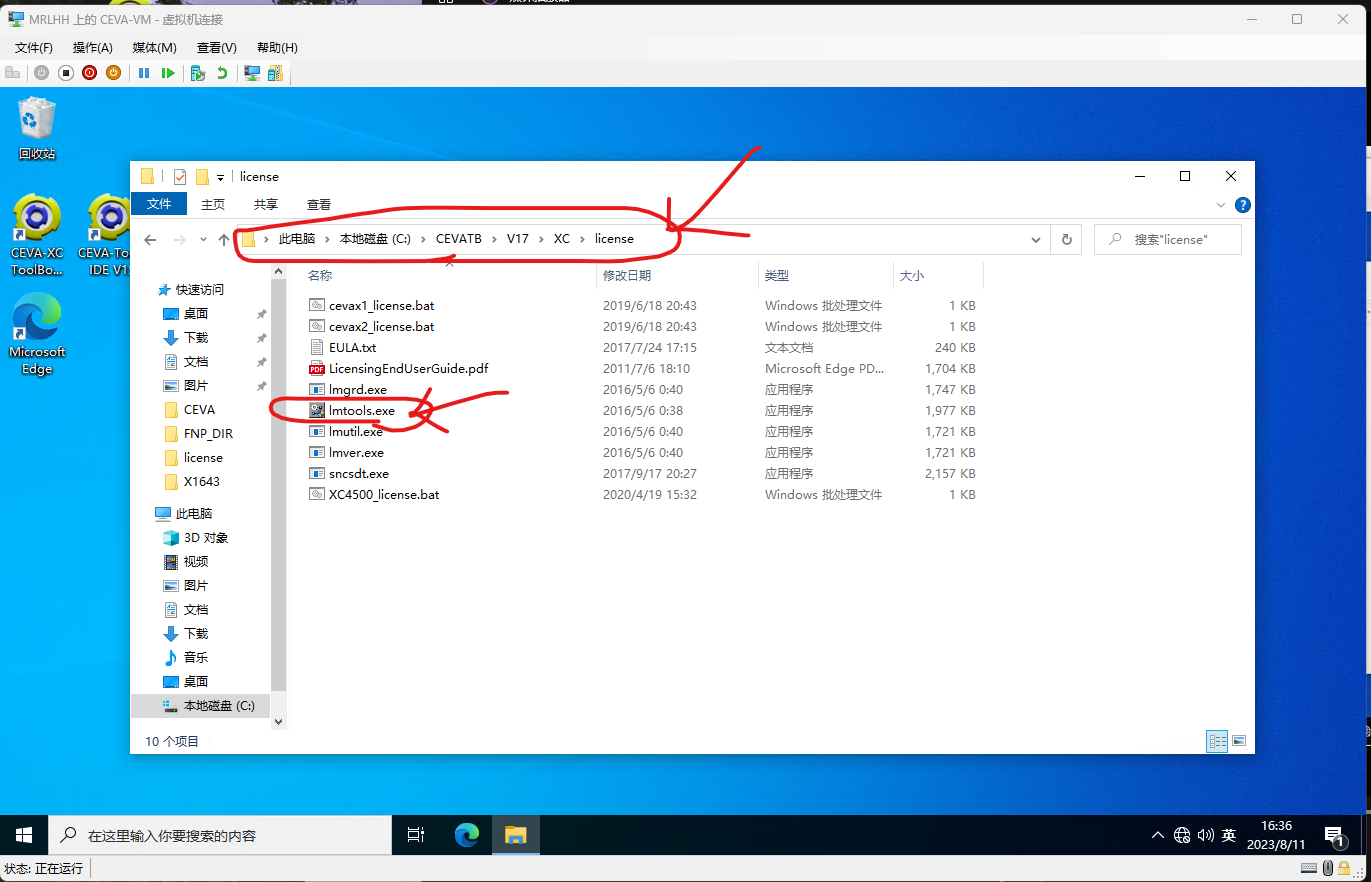 MRLHH 上的 CEVA-VM - 虚拟机连接
文件(F) 操作(A) 媒体(M) 查看(V) 帮助(H)
回收站
CEVA-XC
ToolBo...
CEVA-To
IDE V1
Microsoft
Edge
license
文件 主页 共享 查看
此电脑 本地磁盘 (C:) CEVATB V17 XC license
搜索"license"
名称 修改日期 类型 大小
快速访问
桌面
下载
文档
图片
CEVA
FNP_DIR
license
X1643
此电脑
3D 对象
视频
图片
文档
下载
音乐
桌面
本地磁盘 (C:)
cevax1_license.bat 2019/6/18 20:43 Windows 批处理文件 1 KB
cevax2_license.bat 2019/6/18 20:43 Windows 批处理文件 1 KB
EULA.txt 2017/7/24 17:15 文本文档 240 KB
LicensingEndUserGuide.pdf 2011/7/6 18:10 Microsoft Edge PD... 1,704 KB
lmgrd.exe 2016/5/6 0:40 应用程序 1,747 KB
lmtools.exe 2016/5/6 0:38 应用程序 1,977 KB
lmutil.exe 2016/5/6 0:40 应用程序 1,721 KB
lmver.exe 2016/5/6 0:40 应用程序 1,721 KB
sncsdt.exe 2017/9/17 20:27 应用程序 2,157 KB
XC4500_license.bat 2020/4/19 15:32 Windows 批处理文件 1 KB
10 个项目
在这里输入你要搜索的内容
英
16:36
2023/8/11
1
状态: 正在运行